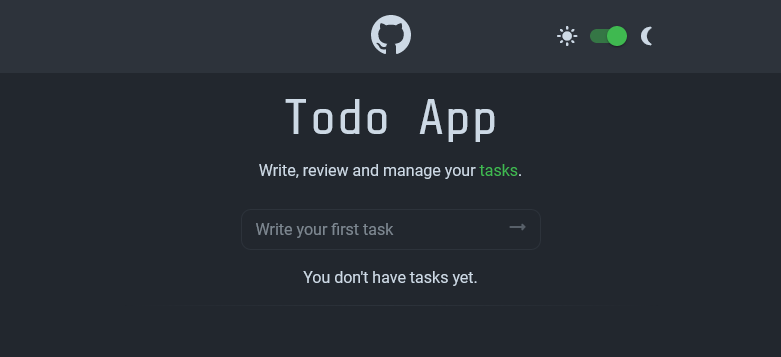 Todo App
Write, review and manage your tasks.
Write your first task →
You don't have tasks yet.